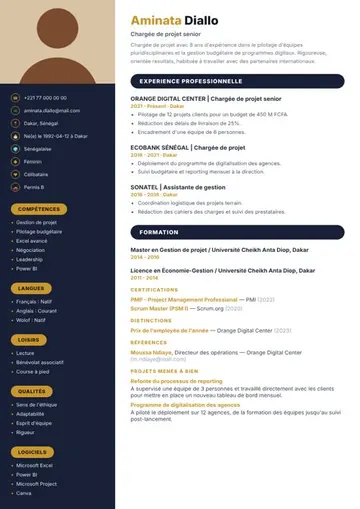 +221 77 000 00 00
aminata.diallo@mail.com
Dakar, Sénégal
Né(e) le 1992-04-12 à Dakar
Sénégalaise
Féminin
Célibataire
Permis B
COMPÉTENCES
• Gestion de projet
• Pilotage budgétaire
• Excel avancé
• Négociation
• Leadership
• Power BI
LANGUES
• Français : Natif
• Anglais : Courant
• Wolof : Natif
LOISIRS
• Lecture
• Bénévolat associatif
• Course à pied
QUALITÉS
• Sens de l'éthique
• Adaptabilité
• Esprit d'équipe
• Rigueur
LOGICIELS
• Microsoft Excel
• Power BI
• Microsoft Project
• Canva
Aminata Diallo
Chargée de projet senior
Chargée de projet avec 8 ans d'expérience dans le pilotage d'équipes
pluridisciplinaires et la gestion budgétaire de programmes digitaux. Rigoureuse,
orientée résultats, habituée à travailler avec des partenaires internationaux.
EXPERIENCE PROFESSIONNELLE
ORANGE DIGITAL CENTER | Chargée de projet senior
2021 - Présent · Dakar
• Pilotage de 12 projets clients pour un budget de 450 M FCFA.
• Réduction des délais de livraison de 25%.
• Encadrement d'une équipe de 6 personnes.
ECOBANK SÉNÉGAL | Chargée de projet
2018 - 2021 · Dakar
• Déploiement du programme de digitalisation des agences.
• Suivi budgétaire et reporting mensuel à la direction.
SONATEL | Assistante de gestion
2016 - 2018 · Dakar
• Coordination logistique des projets terrain.
• Rédaction des cahiers des charges et suivi des prestataires.
FORMATION
Master en Gestion de projet / Université Cheikh Anta Diop, Dakar
2014 - 2016
Licence en Économie-Gestion / Université Cheikh Anta Diop, Dakar
2011 - 2014
CERTIFICATIONS
PMP - Project Management Professional — PMI (2022)
Scrum Master (PSM I) — Scrum.org (2020)
DISTINCTIONS
Prix de l'employée de l'année — Orange Digital Center (2023)
RÉFÉRENCES
Moussa Ndiaye, Directeur des opérations — Orange Digital Center
(m.ndiaye@mail.com)
PROJETS MENÉS À BIEN
Refonte du processus de reporting
A supervisé une équipe de 3 personnes et travaillé directement avec les clients
pour mettre en place un nouveau tableau de bord mensuel.
Programme de digitalisation des agences
A piloté le déploiement sur 12 agences, de la formation des équipes jusqu'au suivi
post-lancement.